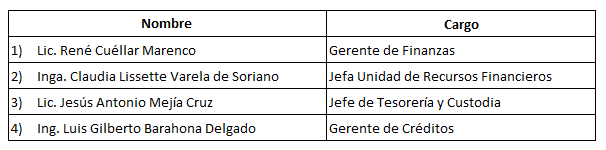 Nombre Cargo
1) Lic. René Cuéllar Marenco Gerente de Finanzas
2) Inga. Claudia Lissette Varela de Soriano Jefa Unidad de Recursos Financieros
3) Lic. Jesús Antonio Mejía Cruz Jefe de Tesorería y Custodia
4) Ing. Luis Gilberto Barahona Delgado Gerente de Créditos